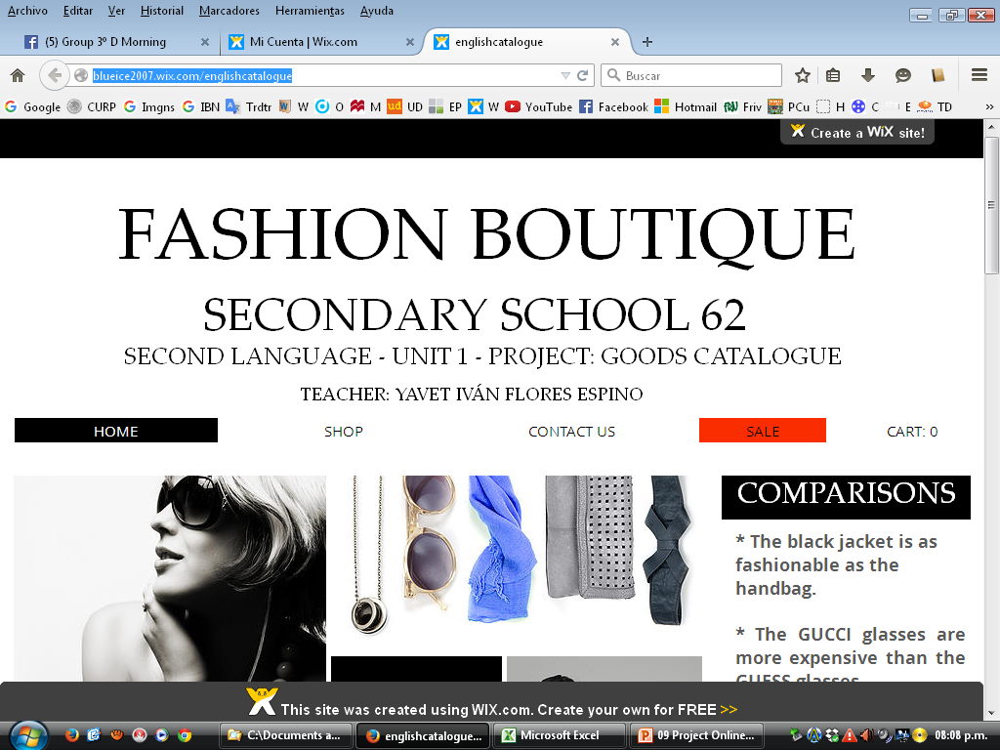 Archivo Editar Ver Historial Marcadores Herramientas Ayuda
(5) Group 3º D Morning
Mi Cuenta | Wix.com
englishcatalogue
blueice2007.wix.com/englishcatalogue
Buscar
Google CURP Imgns IBN Trdtr W O M UD EP W YouTube Facebook Hotmail Friv PCu H C E TD
Create a WiX site!
FASHION BOUTIQUE
SECONDARY SCHOOL 62
SECOND LANGUAGE - UNIT 1 - PROJECT: GOODS CATALOGUE
TEACHER: YAVET IVÁN FLORES ESPINO
HOME SHOP CONTACT US SALE CART: 0
COMPARISONS
* The black jacket is as
fashionable as the
handbag.
* The GUCCI glasses are
more expensive than the
GUESS glasses
This site was created using WIX.com. Create your own for FREE >>
C:\Documents a...
englishcatalogue...
Microsoft Excel
09 Project Online...
08:08 p.m.